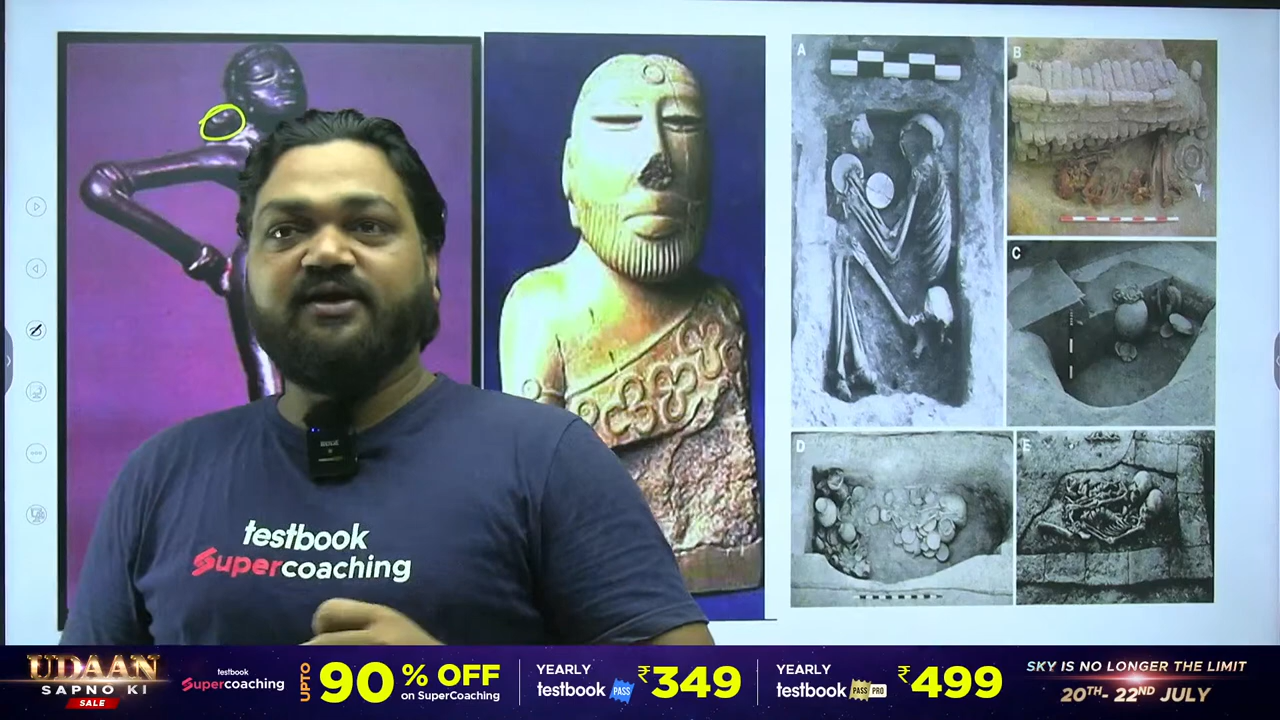 A
B
C
D
E
testbook
Supercoaching
UDAAN
SAPNO KI
SALE
testbook
Supercoaching
UPTO
90% OFF
on SuperCoaching
YEARLY
testbook PASS
₹349
YEARLY
testbook PASS PRO
₹499
SKY IS NO LONGER THE LIMIT
20TH- 22ND JULY